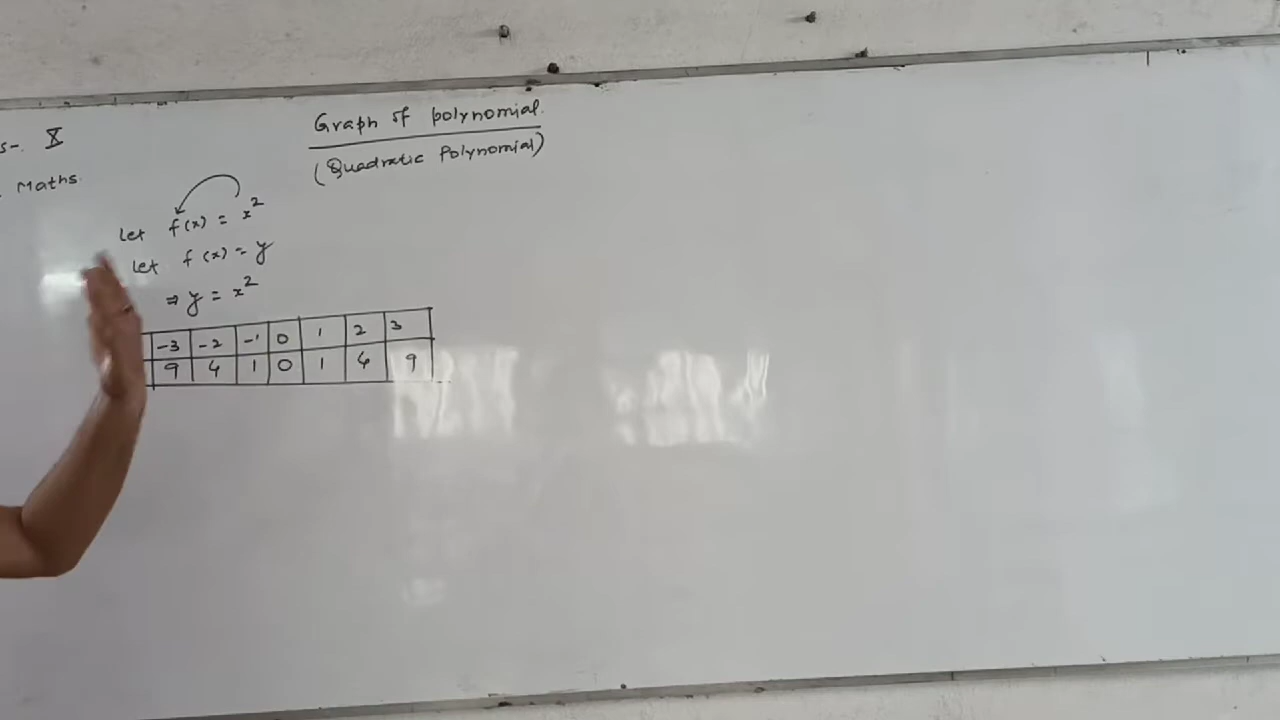 X
Maths.
Graph of polynomial.
(Quadratic Polynomial)
let f(x) = x²
let f(x) = y
⇒ y = x²
-3 -2 -1 0 1 2 3
9 4 1 0 1 4 9